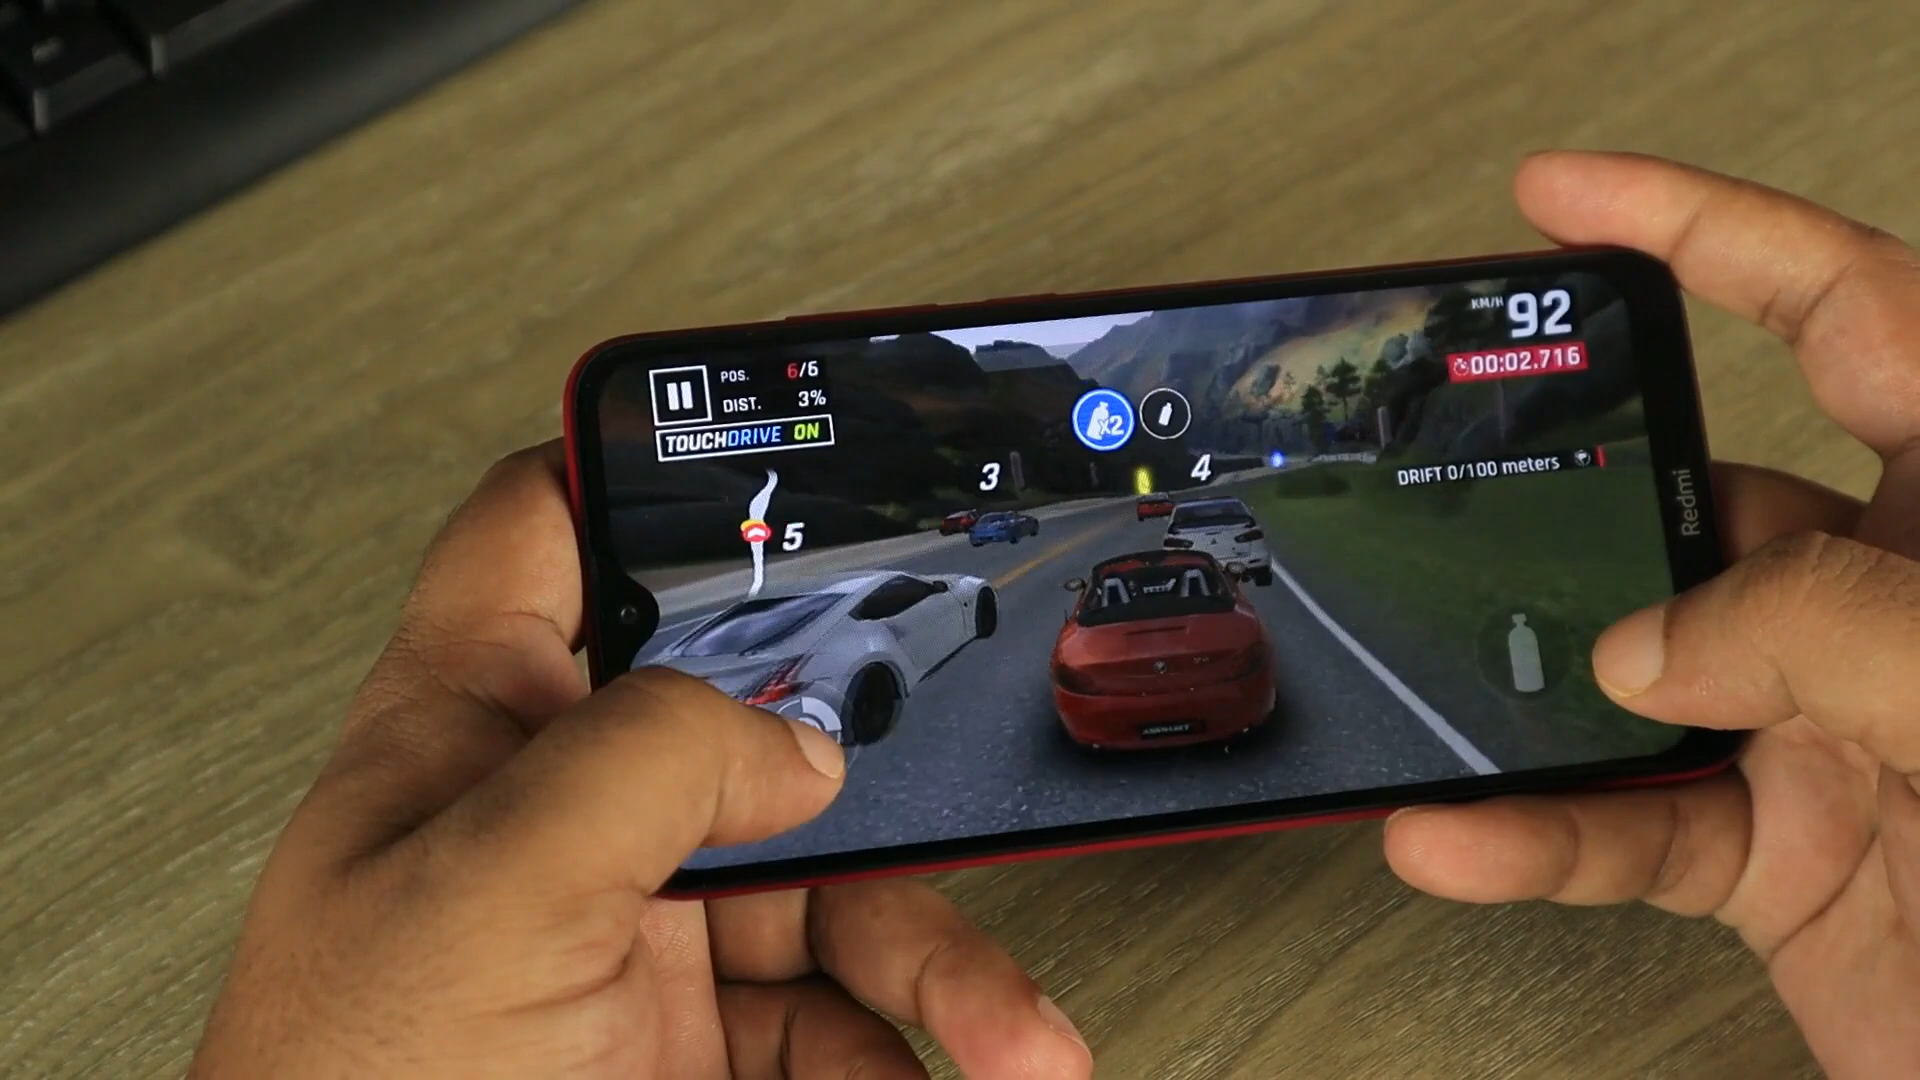 POS. 6/6
DIST. 3%
TOUCHDRIVE ON
KM/H 92
00:02.716
X2
3
4
5
DRIFT 0/100 meters
Redmi